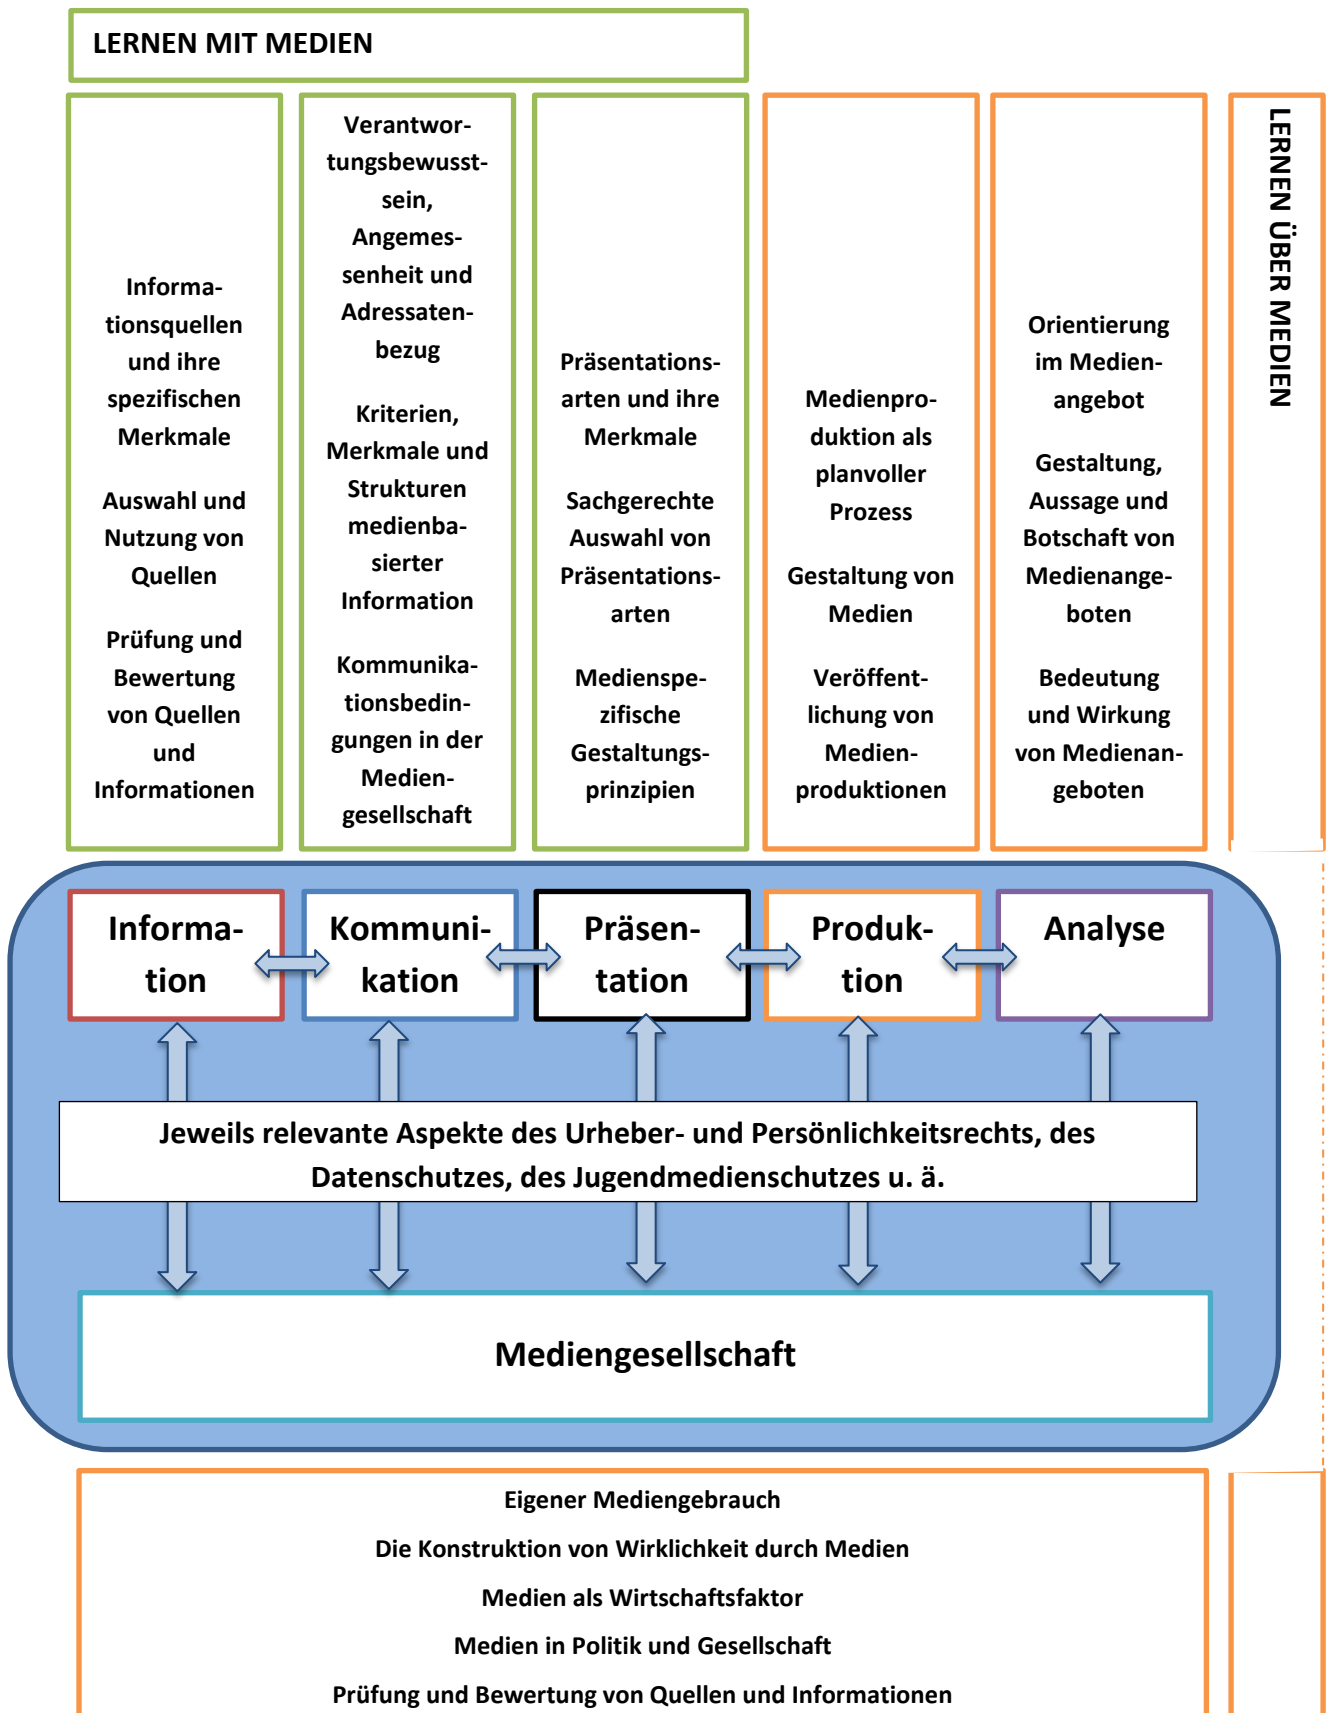 LERNEN MIT MEDIEN
Informa-
tionsquellen
und ihre
spezifischen
Merkmale
Auswahl und
Nutzung von
Quellen
Prüfung und
Bewertung
von Quellen
und
Informationen
Verantwor-
tungsbewusst-
sein,
Angemes-
senheit und
Adressaten-
bezug
Kriterien,
Merkmale und
Strukturen
medienba-
sierter
Information
Kommunika-
tionsbedin-
gungen in der
Medien-
gesellschaft
Präsentations-
arten und ihre
Merkmale
Sachgerechte
Auswahl von
Präsentations-
arten
Medienspe-
zifische
Gestaltungs-
prinzipien
Medienpro-
duktion als
planvoller
Prozess
Gestaltung von
Medien
Veröffent-
lichung von
Medien-
produktionen
Orientierung
im Medien-
angebot
Gestaltung,
Aussage und
Botschaft von
Medienange-
boten
Bedeutung
und Wirkung
von Medienan-
geboten
LERNEN ÜBER MEDIEN
Informa-
tion
Kommuni-
kation
Präsen-
tation
Produk-
tion
Analyse
Jeweils relevante Aspekte des Urheber- und Persönlichkeitsrechts, des
Datenschutzes, des Jugendmedienschutzes u. ä.
Mediengesellschaft
Eigener Mediengebrauch
Die Konstruktion von Wirklichkeit durch Medien
Medien als Wirtschaftsfaktor
Medien in Politik und Gesellschaft
Prüfung und Bewertung von Quellen und Informationen